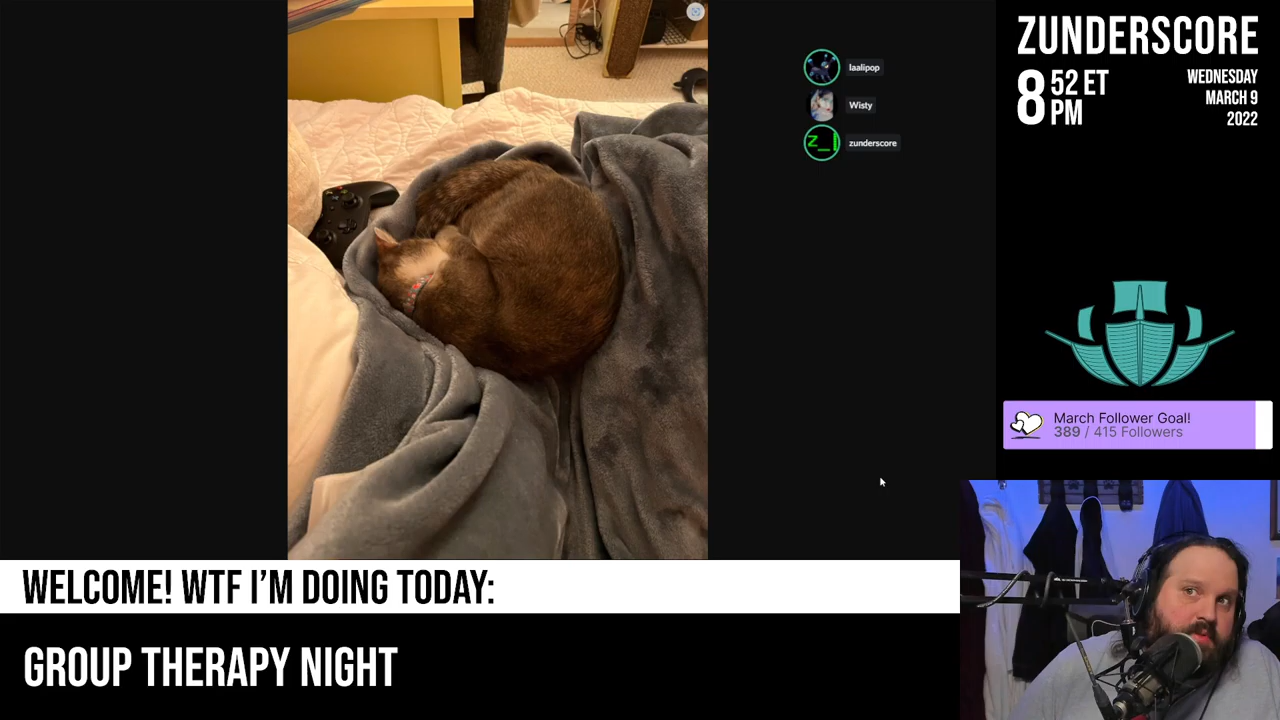 laalipop
Wisty
zunderscore
z_
ZUNDERSCORE
8 52 ET
PM
WEDNESDAY
MARCH 9
2022
March Follower Goal!
389 / 415 Followers
WELCOME! WTF I'M DOING TODAY:
GROUP THERAPY NIGHT